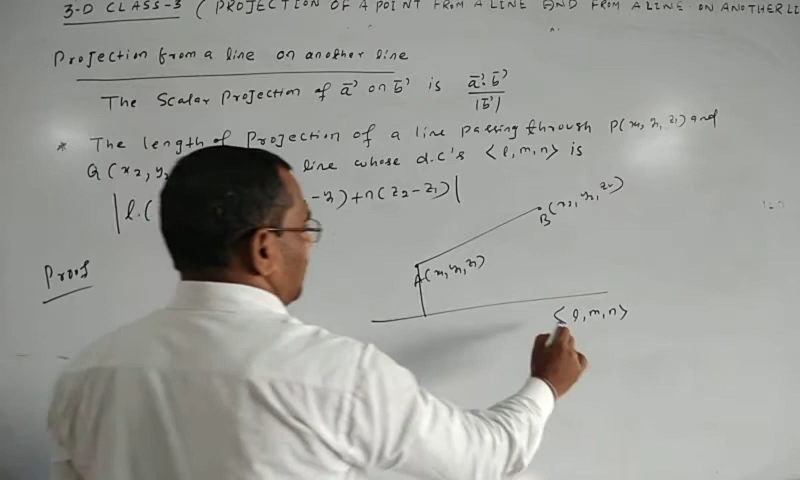 3-D CLASS-3 ( PROJECTION OF A POINT FROM A LINE AND FROM A LINE ON ANOTHER LI
Projection from a line on another line
The Scalar Projection of a⃗ on b⃗ is a⃗.b⃗/|b⃗|
* The length of Projection of a line passing through P(x1, y1, z1) and
Q(x2, y2 line whose d.c's <l, m, n> is
|l.( -y1)+n(z2-z1)|
B(x2, y2, z2)
Proof
A(x1, y1, z1)
<l, m, n>